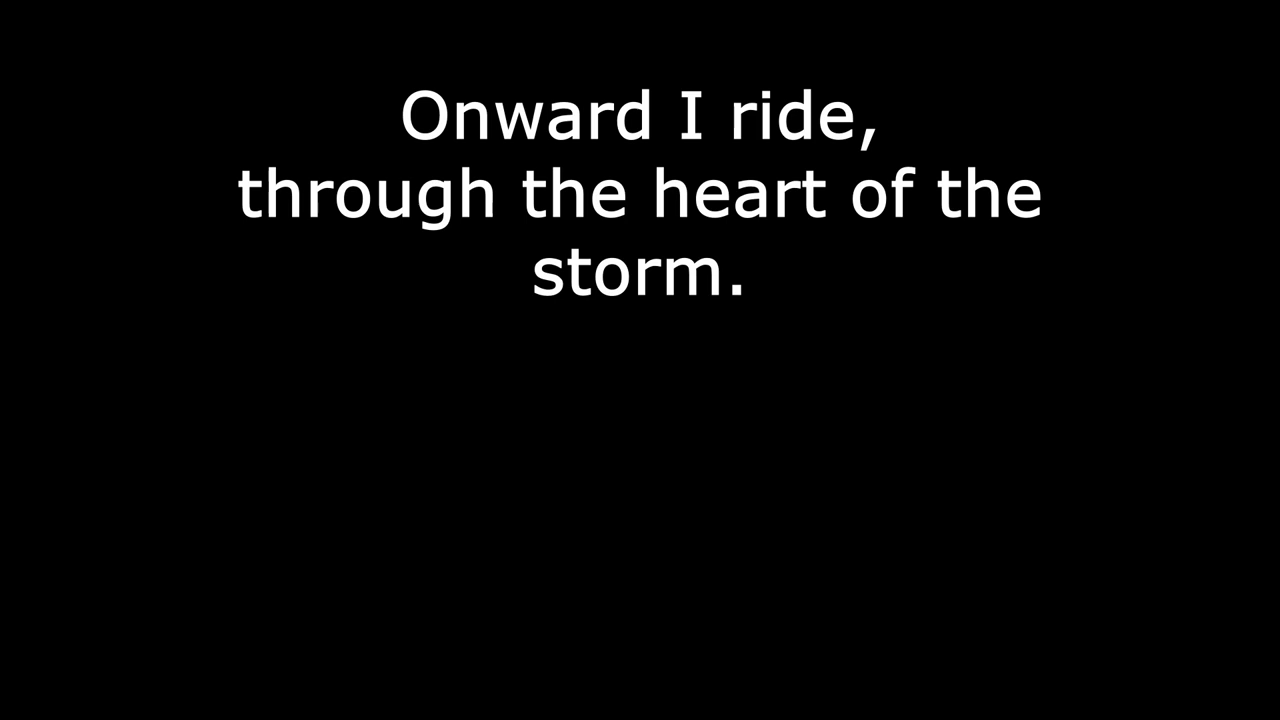 Onward I ride,
through the heart of the
storm.